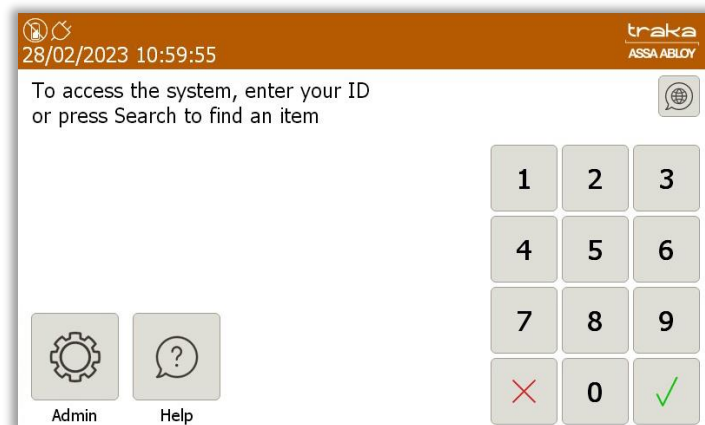 28/02/2023 10:59:55
traka
ASSA ABLOY
To access the system, enter your ID
or press Search to find an item
1 2 3
4 5 6
7 8 9
0
?
Admin Help